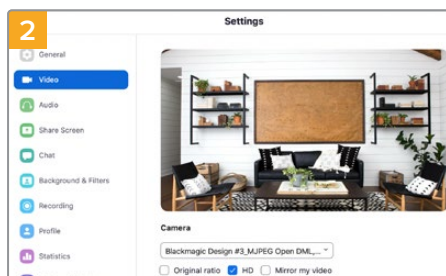 2
Settings
General
Video
Audio
Share Screen
Chat
Background & Filters
Recording
Profile
Statistics
Camera
Blackmagic Design #3_MJPEG Open DML,...
Original ratio HD Mirror my video